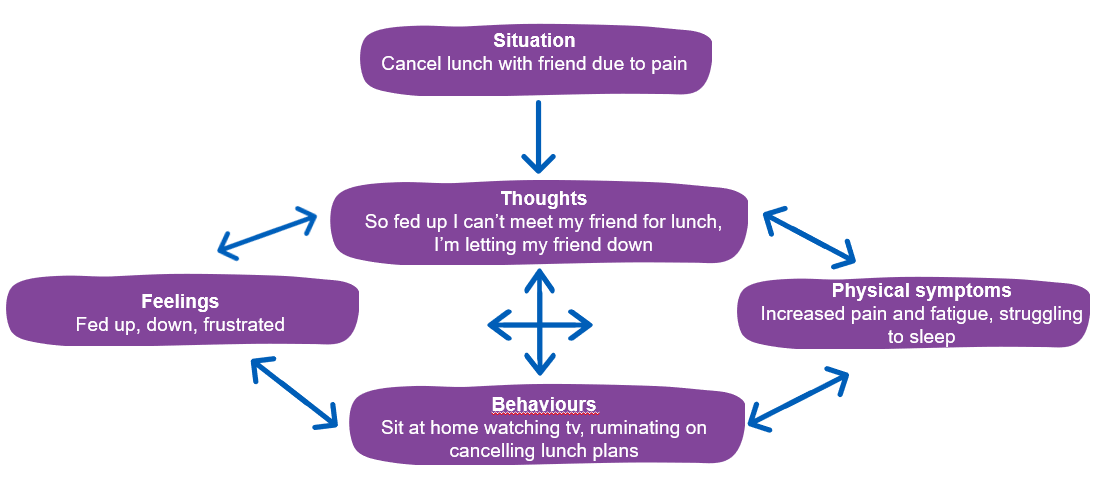 Situation
Cancel lunch with friend due to pain
Thoughts
So fed up I can’t meet my friend for lunch,
I’m letting my friend down
Feelings
Fed up, down, frustrated
Physical symptoms
Increased pain and fatigue, struggling
to sleep
Behaviours
Sit at home watching tv, ruminating on
cancelling lunch plans